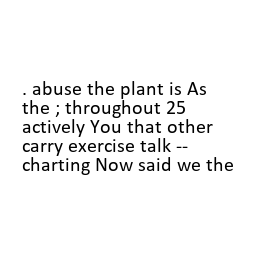 . abuse the plant is As
the ; throughout 25
actively You that other
carry exercise talk --
charting Now said we the